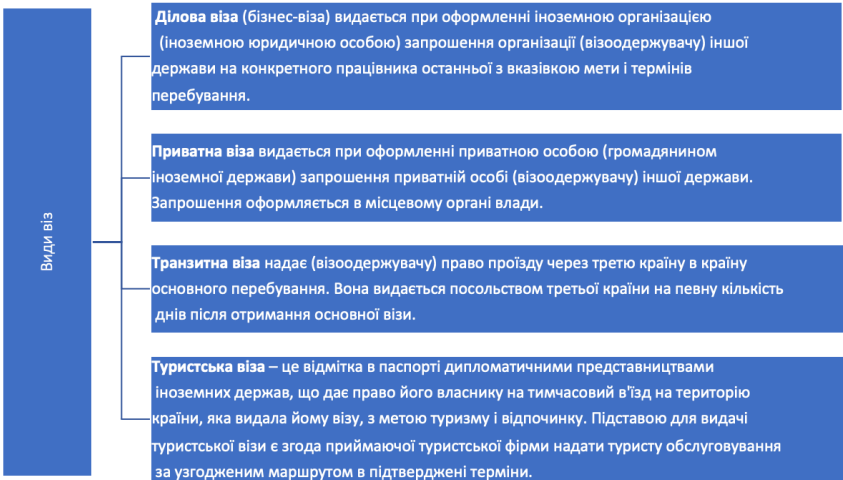 Види віз
Ділова віза (бізнес-віза) видається при оформленні іноземною організацією
(іноземною юридичною особою) запрошення організації (візоодержувачу) іншої
держави на конкретного працівника останньої з вказівкою мети і термінів
перебування.
Приватна віза видається при оформленні приватною особою (громадянином
іноземної держави) запрошення приватній особі (візоодержувачу) іншої держави.
Запрошення оформляється в місцевому органі влади.
Транзитна віза надає (візоодержувачу) право проїзду через третю країну в країну
основного перебування. Вона видається посольством третьої країни на певну кількість
днів після отримання основної візи.
Туристська віза – це відмітка в паспорті дипломатичними представництвами
іноземних держав, що дає право його власнику на тимчасовий в'їзд на територію
країни, яка видала йому візу, з метою туризму і відпочинку. Підставою для видачі
туристської візи є згода приймаючої туристської фірми надати туристу обслуговування
за узгодженим маршрутом в підтверджені терміни.